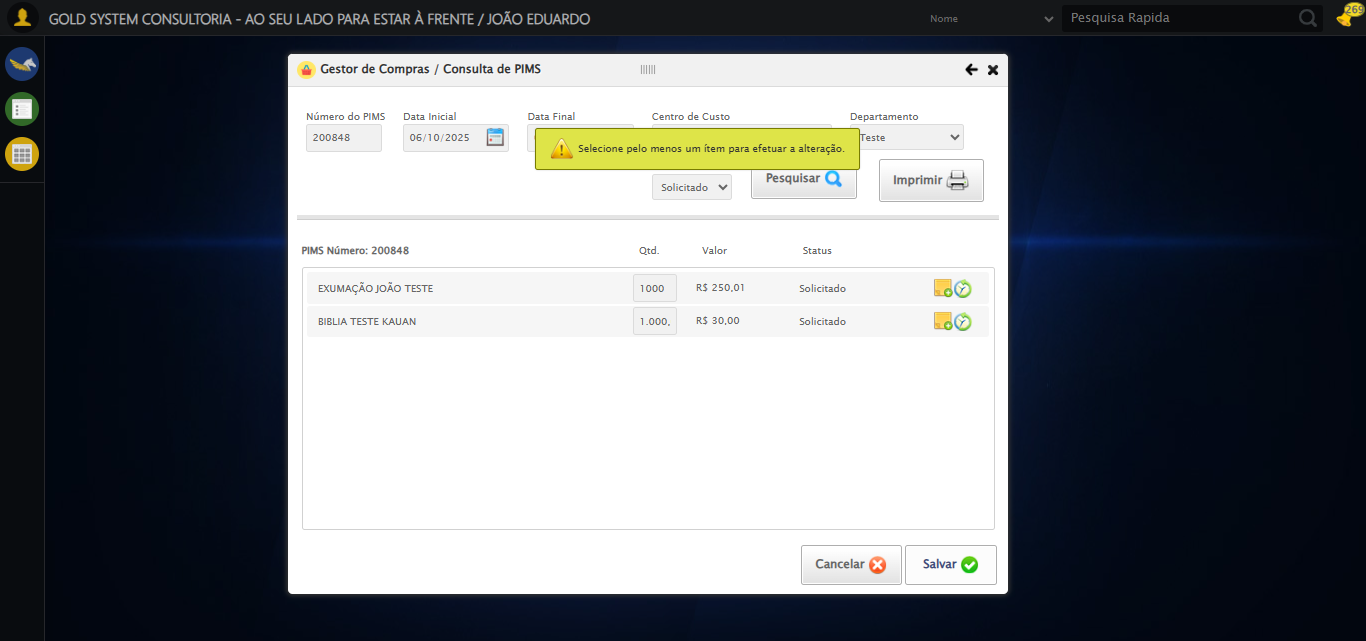 GOLD SYSTEM CONSULTORIA - AO SEU LADO PARA ESTAR À FRENTE / JOÃO EDUARDO
Nome
Pesquisa Rapida
269
Gestor de Compras / Consulta de PIMS
Número do PIMS
Data Inicial
Data Final
Centro de Custo
Departamento
200848
06/10/2025
Teste
Selecione pelo menos um ítem para efetuar a alteração.
Solicitado
Pesquisar
Imprimir
PIMS Número: 200848
Qtd.
Valor
Status
EXUMAÇÃO JOÃO TESTE
1000
R$ 250,01
Solicitado
BIBLIA TESTE KAUAN
1.000,
R$ 30,00
Solicitado
Cancelar
Salvar